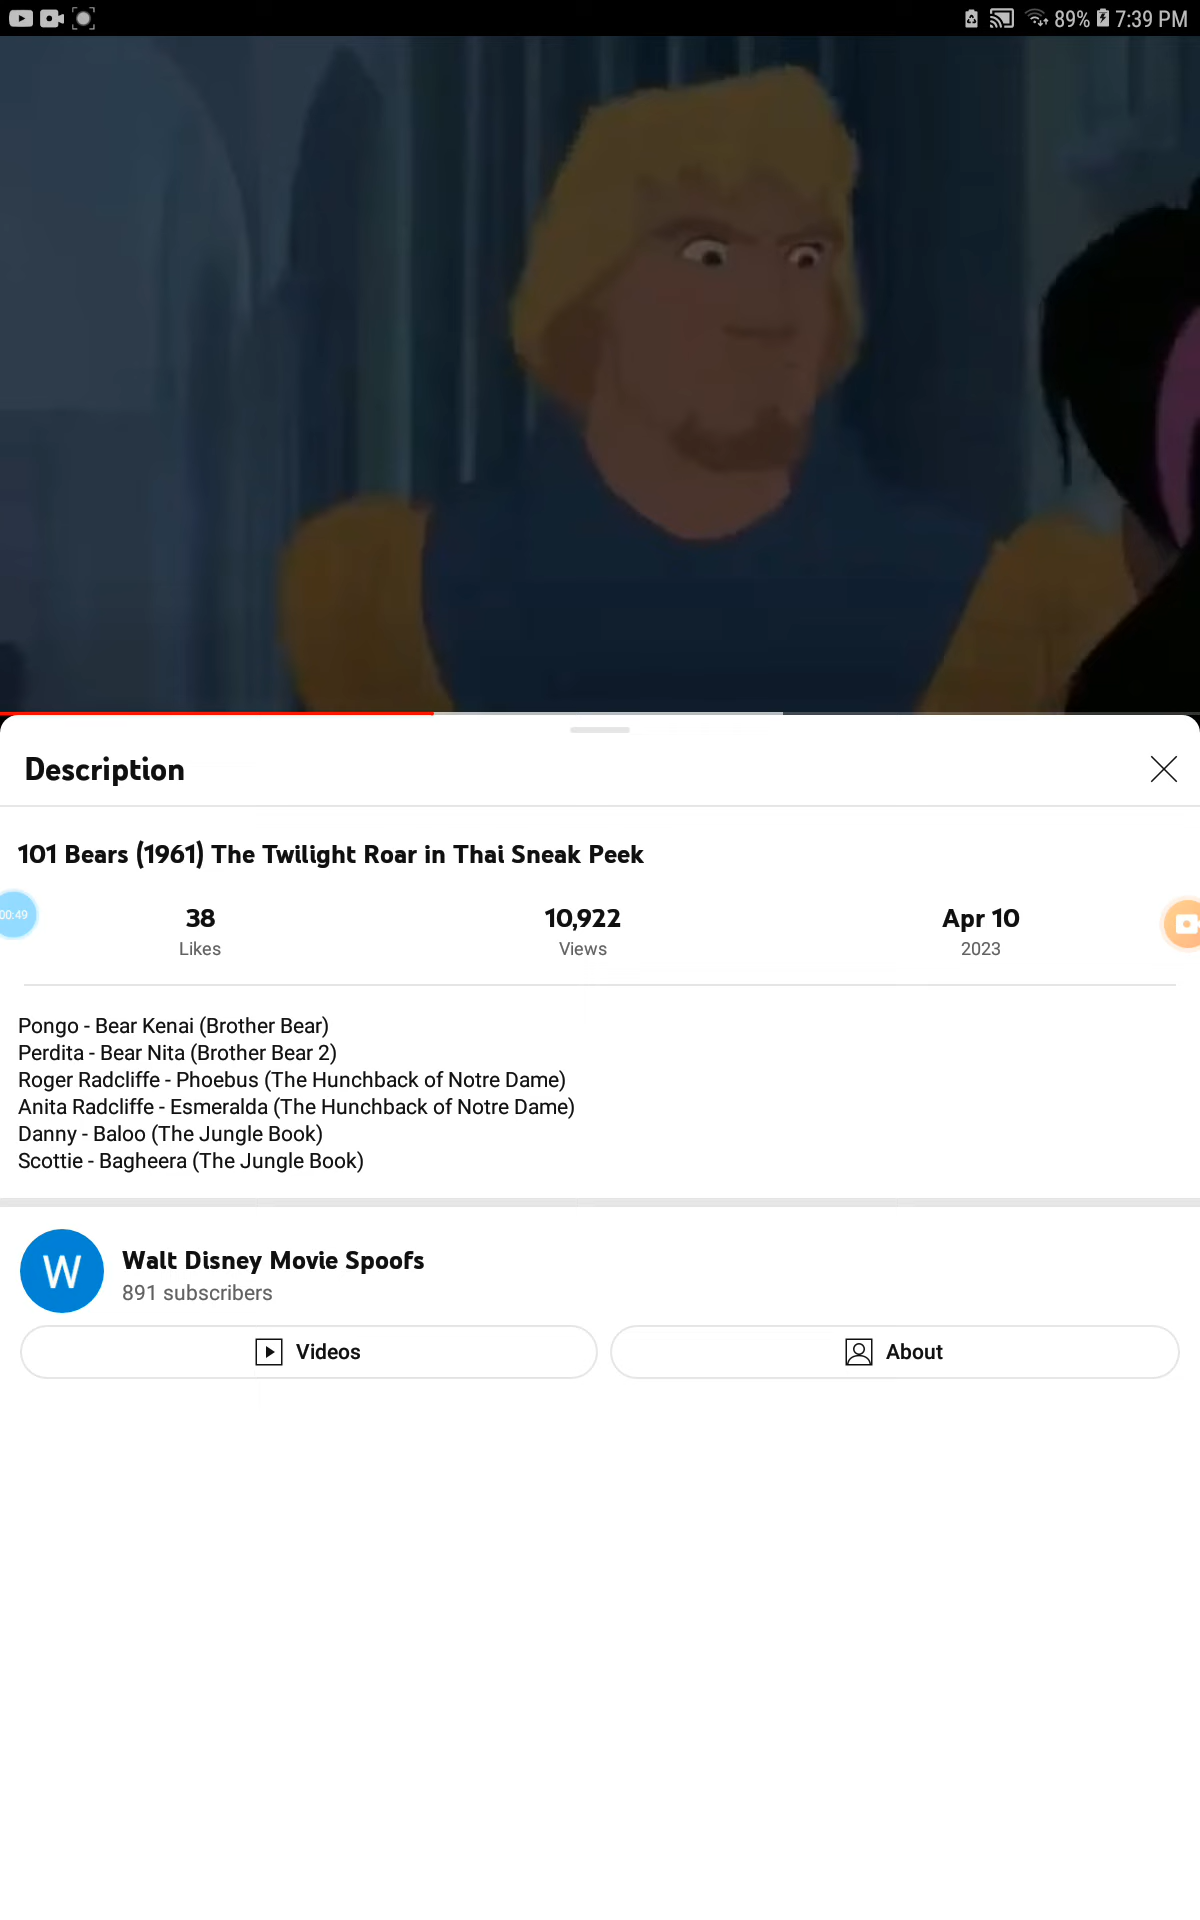 89% 7:39 PM
Description
101 Bears (1961) The Twilight Roar in Thai Sneak Peek
00:49
38
Likes
10,922
Views
Apr 10
2023
Pongo - Bear Kenai (Brother Bear)
Perdita - Bear Nita (Brother Bear 2)
Roger Radcliffe - Phoebus (The Hunchback of Notre Dame)
Anita Radcliffe - Esmeralda (The Hunchback of Notre Dame)
Danny - Baloo (The Jungle Book)
Scottie - Bagheera (The Jungle Book)
W
Walt Disney Movie Spoofs
891 subscribers
Videos
About